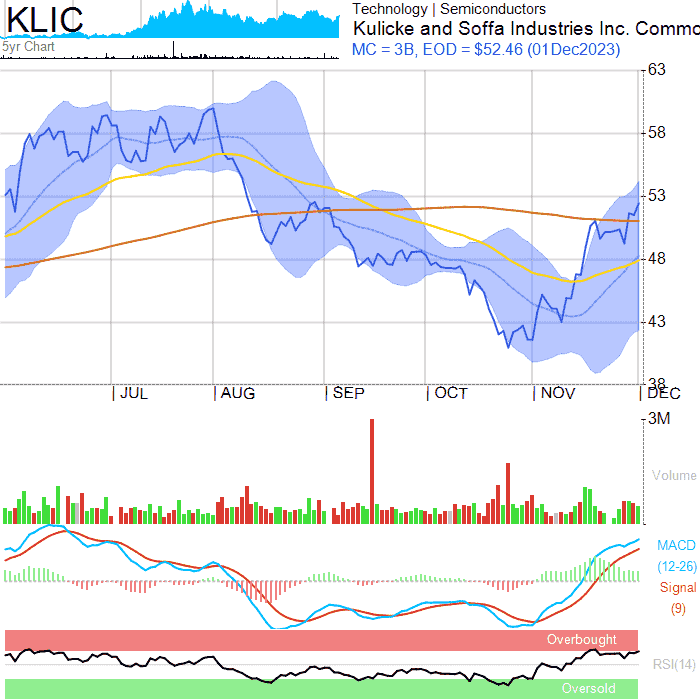 KLIC
5yr Chart
Technology | Semiconductors
Kulicke and Soffa Industries Inc. Commo
MC = 3B, EOD = $52.46 (01Dec2023)
63
58
53
48
43
38
JUL AUG SEP OCT NOV DEC
3M
Volume
MACD
(12-26)
Signal
(9)
Overbought
RSI(14)
Oversold